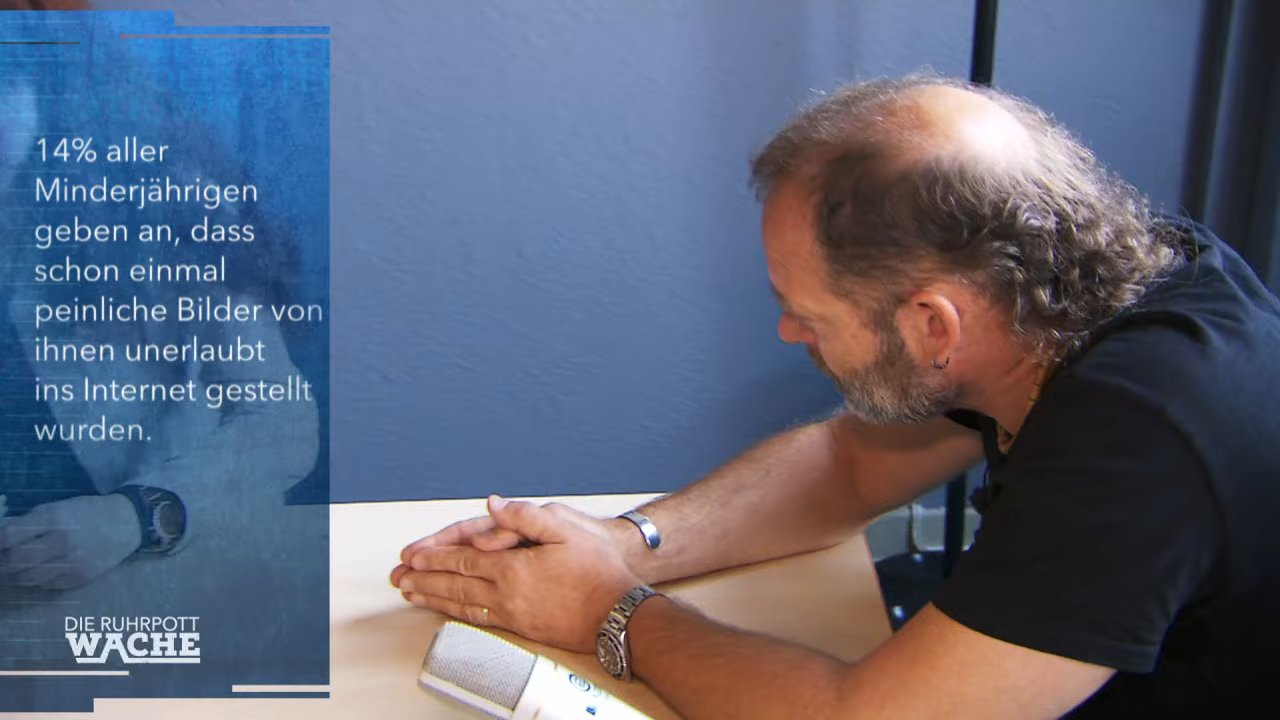 14% aller
Minderjährigen
geben an, dass
schon einmal
peinliche Bilder von
ihnen unerlaubt
ins Internet gestellt
wurden.
DIE RUHRPOTT
WACHE